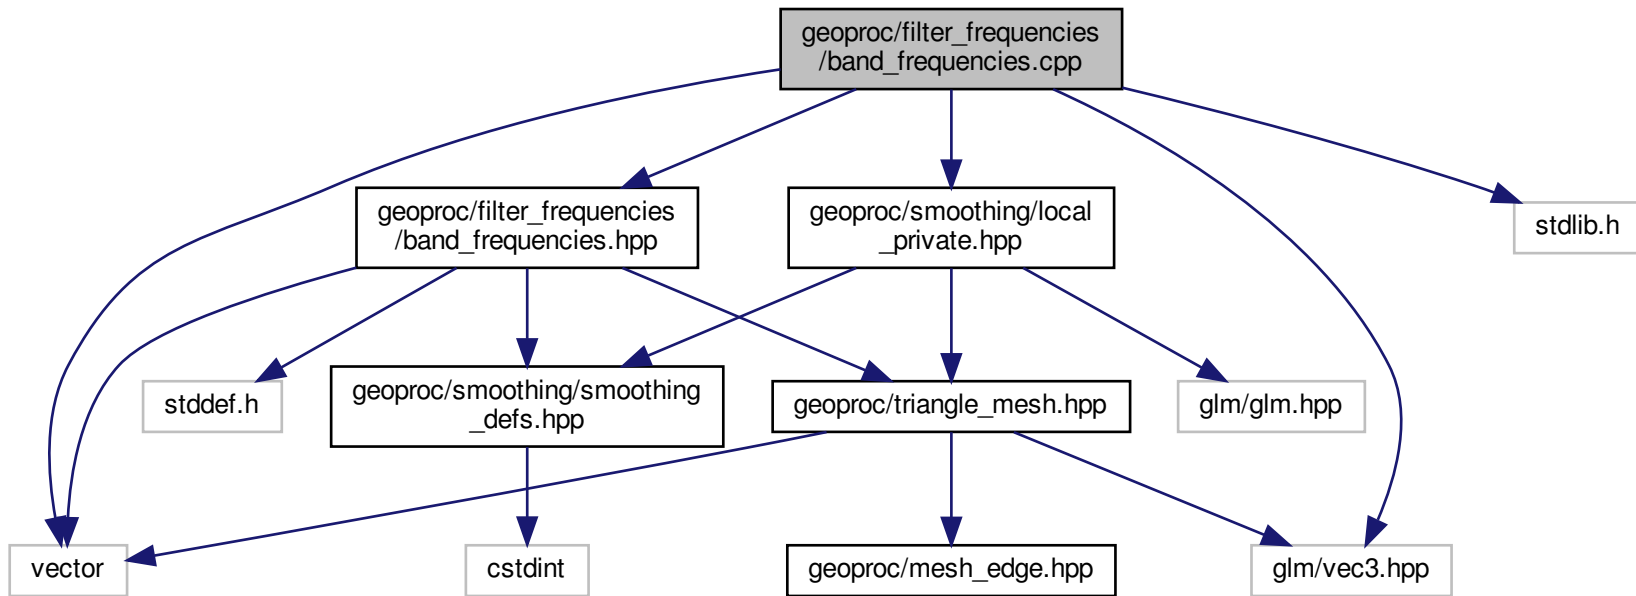 geoproc/filter_frequencies
/band_frequencies.cpp
geoproc/filter_frequencies
/band_frequencies.hpp
geoproc/smoothing/local
_private.hpp
stdlib.h
stddef.h
geoproc/smoothing/smoothing
_defs.hpp
geoproc/triangle_mesh.hpp
glm/glm.hpp
vector
cstdint
geoproc/mesh_edge.hpp
glm/vec3.hpp